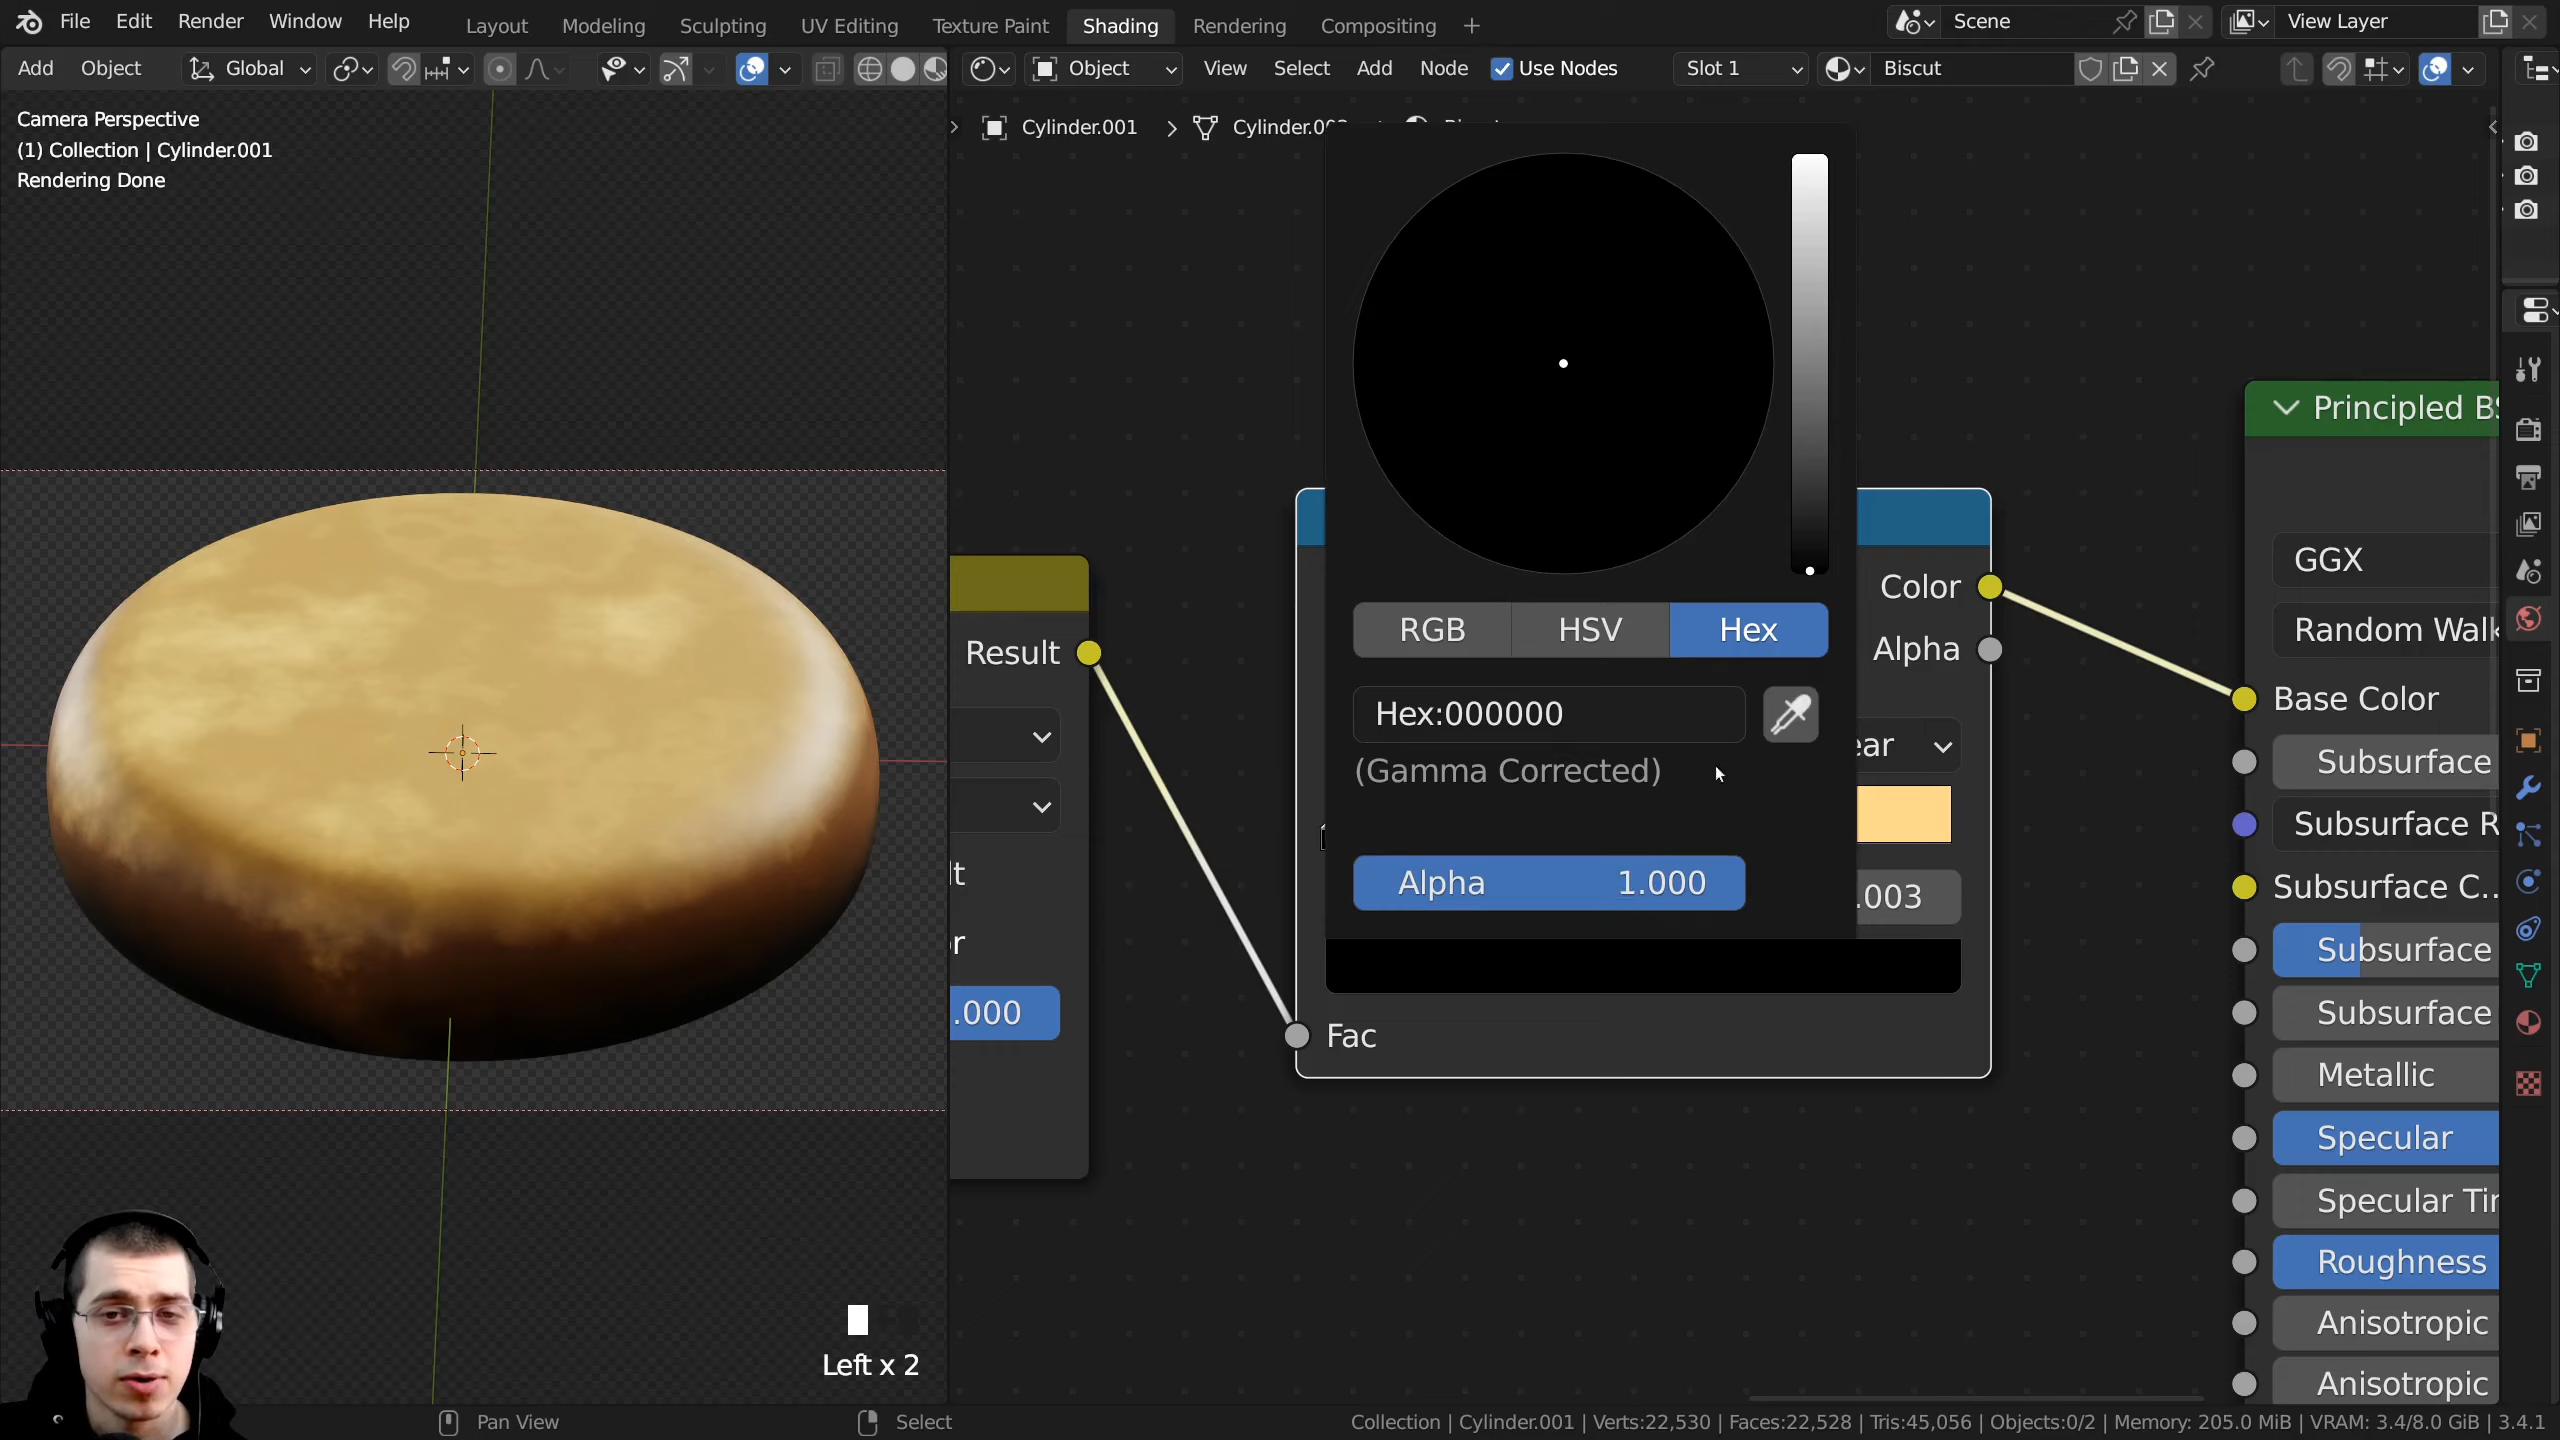 File Edit Render Window Help Layout Modeling Sculpting UV Editing Texture Paint Shading Rendering Compositing Scene View Layer
Add Object Global Object View Select Add Node Use Nodes Slot 1 Biscut
Camera Perspective
(1) Collection | Cylinder.001
Rendering Done
Cylinder.001
Principled
GGX
Random Walk
RGB HSV Hex
Hex:000000
(Gamma Corrected)
Alpha 1.000
Result
.000
Color
Alpha
.003
Fac
Base Color
Subsurface
Subsurface R
Subsurface C..
Subsurface
Subsurface
Metallic
Specular
Specular
Roughness
Anisotropic
Anisotropic
Left x 2
Pan View Select Collection | Cylinder.001 | Verts:22,530 | Faces:22,528 | Tris:45,056 | Objects:0/2 | Memory: 205.0 MiB | VRAM: 3.4/8.0 GiB | 3.4.1